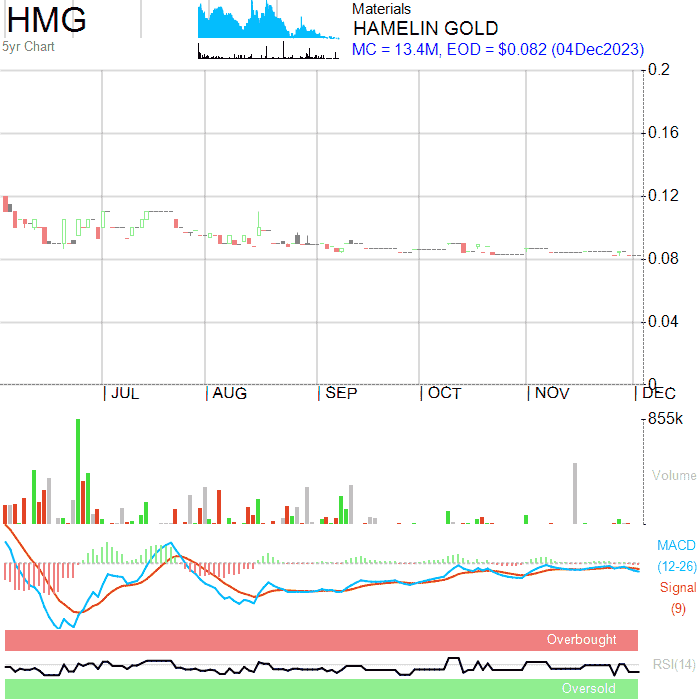 HMG
5yr Chart
Materials
HAMELIN GOLD
MC = 13.4M, EOD = $0.082 (04Dec2023)
0.2
0.16
0.12
0.08
0.04
0
JUL AUG SEP OCT NOV DEC
855k
Volume
MACD
(12-26)
Signal
(9)
Overbought
RSI(14)
Oversold